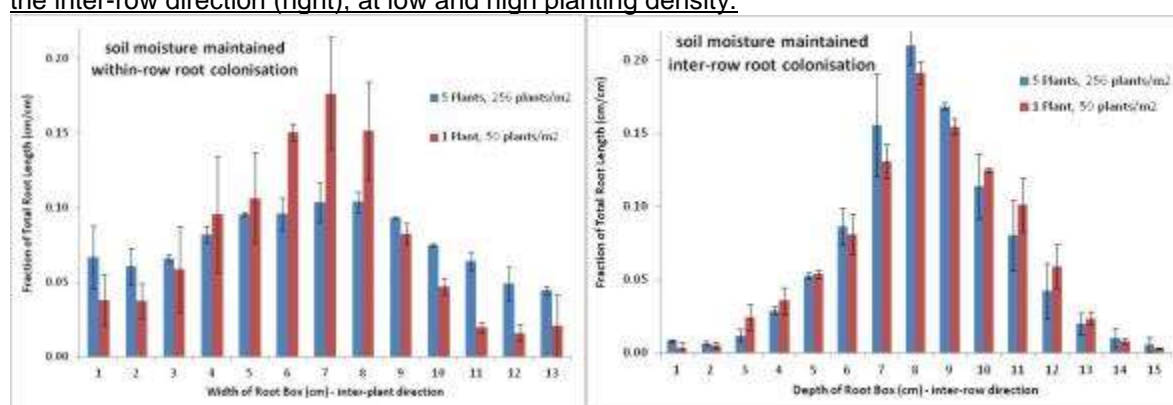 the inter-row direction (right), at low and high planting density.
soil moisture maintained
within-row root colonisation
5 Plants, 256 plants/m2
1 Plant, 50 plants/m2
Fraction of Total Root Length (cm/cm)
0.20
0.15
0.10
0.05
0.00
1 2 3 4 5 6 7 8 9 10 11 12 13
Width of Root Box (cm) - inter-plant direction
soil moisture maintained
inter-row root colonisation
5 Plants, 256 plants/m2
1 Plant, 50 plants/m2
Fraction of Total Root Length (cm/cm)
0.20
0.15
0.10
0.05
0.00
1 2 3 4 5 6 7 8 9 10 11 12 13 14 15
Depth of Root Box (cm) - inter-row direction